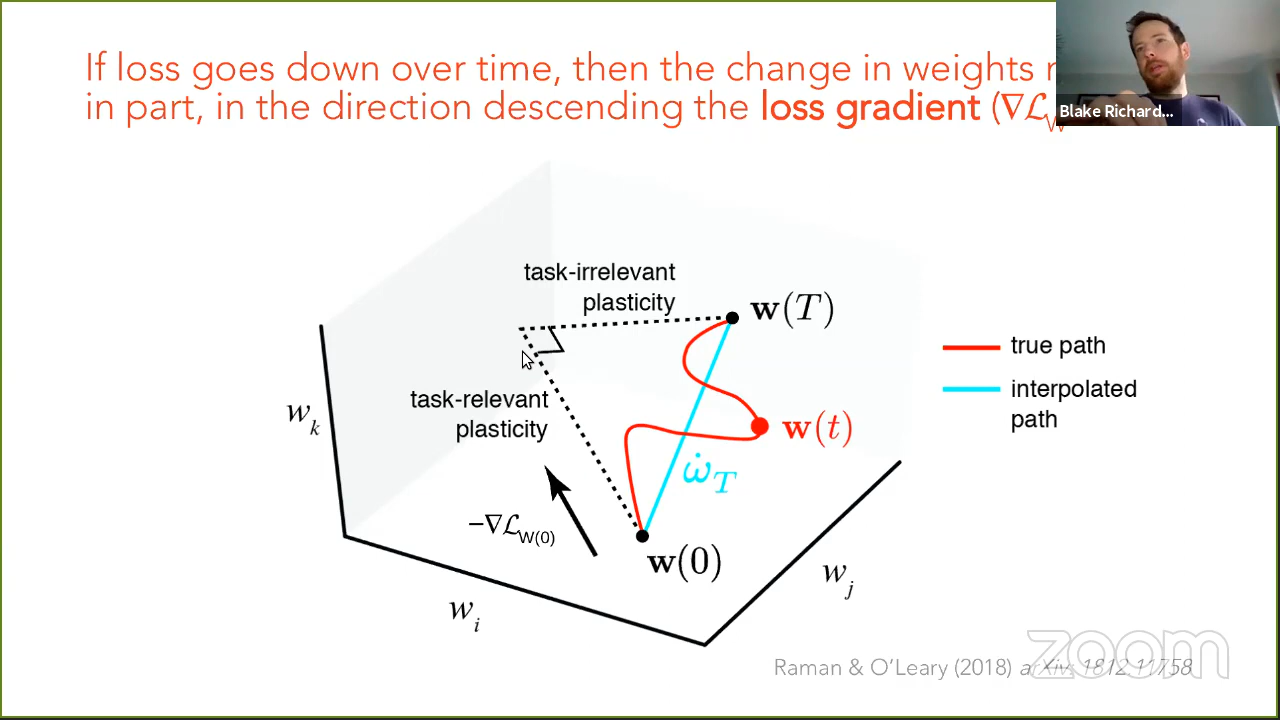 If loss goes down over time, then the change in weights
in part, in the direction descending the loss gradient (∇ℒ_W
Blake Richard...
task-irrelevant
plasticity
w(T)
true path
interpolated
path
task-relevant
plasticity
w_k
w(t)
ω̇_T
−∇ℒ_W(0)
w(0)
w_j
w_i
zoom
Raman & O'Leary (2018) arXiv: 1812.11758